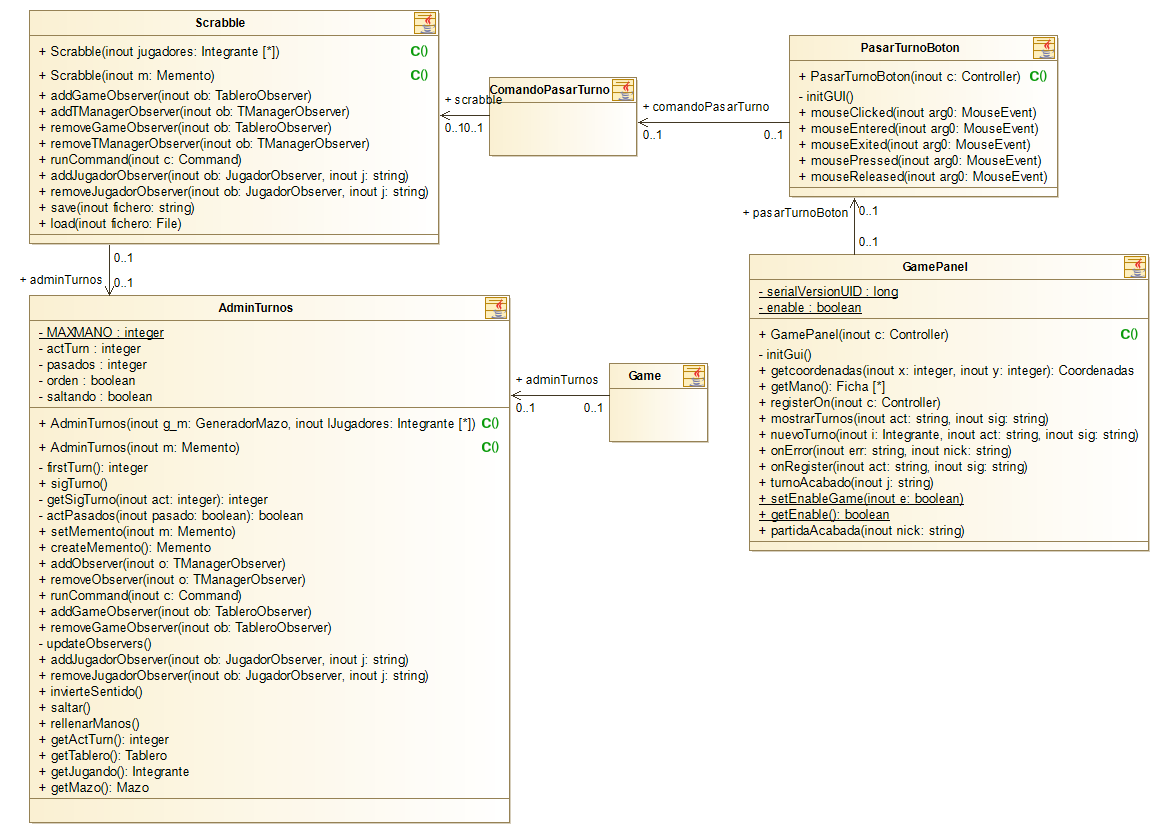 Scrabble
+ Scrabble(inout jugadores: Integrante [*]) C()
+ Scrabble(inout m: Memento) C()
+ addGameObserver(inout ob: TableroObserver)
+ addTManagerObserver(inout ob: TManagerObserver)
+ removeGameObserver(inout ob: TableroObserver)
+ removeTManagerObserver(inout ob: TManagerObserver)
+ runCommand(inout c: Command)
+ addJugadorObserver(inout ob: JugadorObserver, inout j: string)
+ removeJugadorObserver(inout ob: JugadorObserver, inout j: string)
+ save(inout fichero: string)
+ load(inout fichero: File)
+ scrabble
0..10..1
ComandoPasarTurno
+ comandoPasarTurno
0..1
0..1
PasarTurnoBoton
+ PasarTurnoBoton(inout c: Controller) C()
- initGUI()
+ mouseClicked(inout arg0: MouseEvent)
+ mouseEntered(inout arg0: MouseEvent)
+ mouseExited(inout arg0: MouseEvent)
+ mousePressed(inout arg0: MouseEvent)
+ mouseReleased(inout arg0: MouseEvent)
+ pasarTurnoBoton
0..1
0..1
0..1
+ adminTurnos
0..1
AdminTurnos
- MAXMANO : integer
- actTurn : integer
- pasados : integer
- orden : boolean
- saltando : boolean
+ AdminTurnos(inout g_m: GeneradorMazo, inout lJugadores: Integrante [*]) C()
+ AdminTurnos(inout m: Memento) C()
- firstTurn(): integer
+ sigTurno()
- getSigTurno(inout act: integer): integer
- actPasados(inout pasado: boolean): boolean
+ setMemento(inout m: Memento)
+ createMemento(): Memento
+ addObserver(inout o: TManagerObserver)
+ removeObserver(inout o: TManagerObserver)
+ runCommand(inout c: Command)
+ addGameObserver(inout ob: TableroObserver)
+ removeGameObserver(inout ob: TableroObserver)
- updateObservers()
+ addJugadorObserver(inout ob: JugadorObserver, inout j: string)
+ removeJugadorObserver(inout ob: JugadorObserver, inout j: string)
+ invierteSentido()
+ saltar()
+ rellenarManos()
+ getActTurn(): integer
+ getTablero(): Tablero
+ getJugando(): Integrante
+ getMazo(): Mazo
+ adminTurnos
0..1
0..1
Game
GamePanel
- serialVersionUID : long
- enable : boolean
+ GamePanel(inout c: Controller) C()
- initGui()
+ getcoordenadas(inout x: integer, inout y: integer): Coordenadas
+ getMano(): Ficha [*]
+ registerOn(inout c: Controller)
+ mostrarTurnos(inout act: string, inout sig: string)
+ nuevoTurno(inout i: Integrante, inout act: string, inout sig: string)
+ onError(inout err: string, inout nick: string)
+ onRegister(inout act: string, inout sig: string)
+ turnoAcabado(inout j: string)
+ setEnableGame(inout e: boolean)
+ getEnable(): boolean
+ partidaAcabada(inout nick: string)